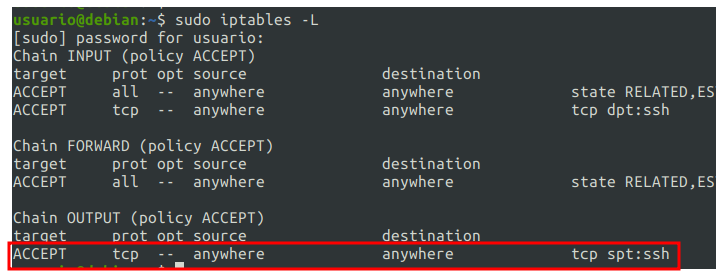 usuario@debian:~$ sudo iptables -L
[sudo] password for usuario:
Chain INPUT (policy ACCEPT)
target     prot opt source               destination
ACCEPT     all  --  anywhere             anywhere             state RELATED,ES
ACCEPT     tcp  --  anywhere             anywhere             tcp dpt:ssh

Chain FORWARD (policy ACCEPT)
target     prot opt source               destination
ACCEPT     all  --  anywhere             anywhere             state RELATED,ES

Chain OUTPUT (policy ACCEPT)
target     prot opt source               destination
ACCEPT     tcp  --  anywhere             anywhere             tcp spt:ssh